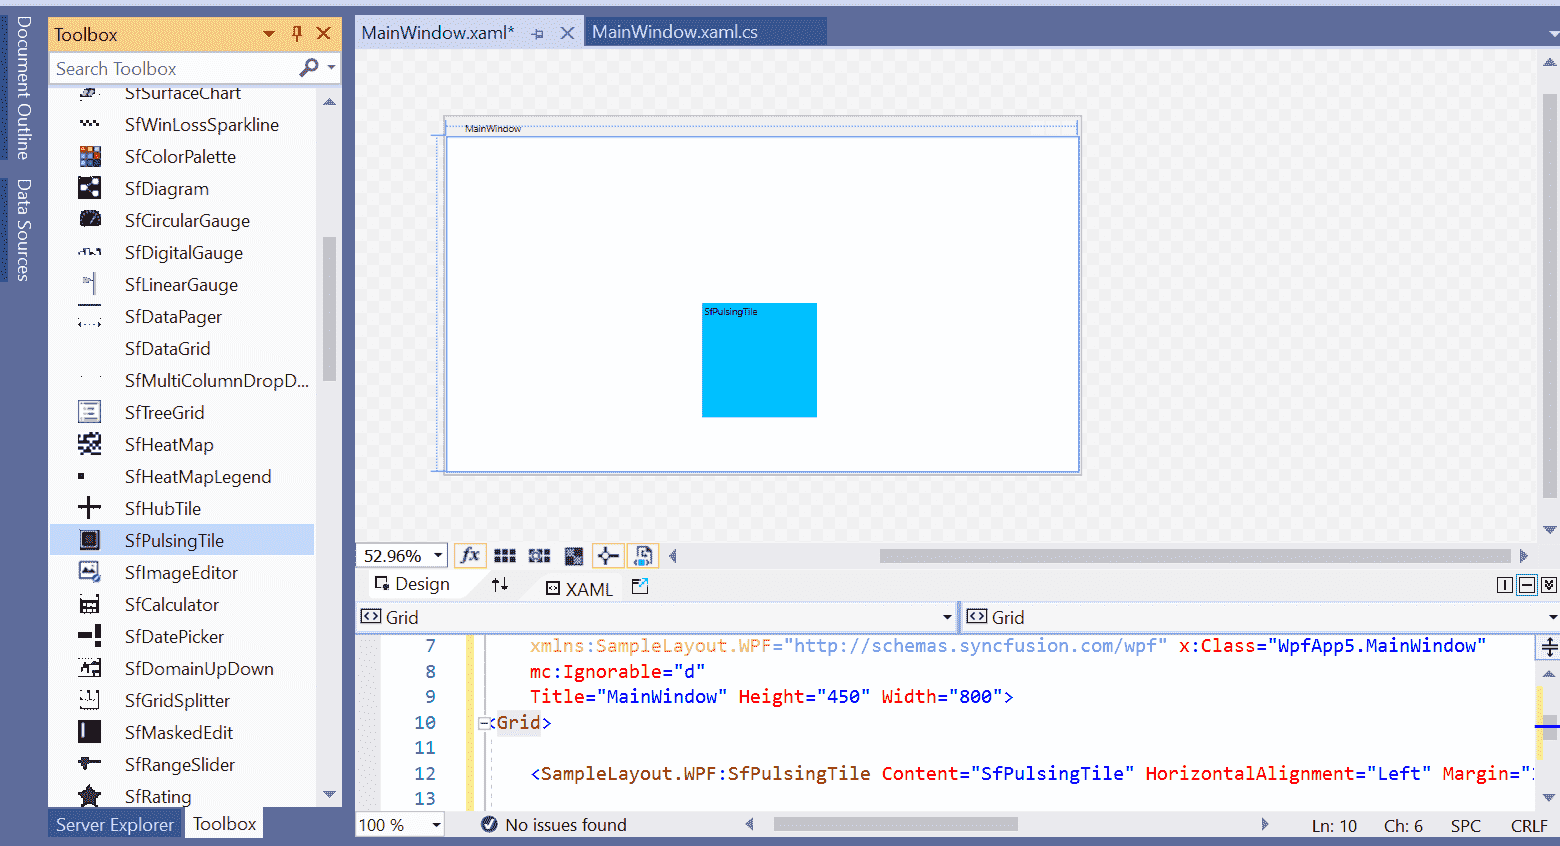 Document Outline
Data Sources
Toolbox
Search Toolbox
SfSurfaceChart
SfWinLossSparkline
SfColorPalette
SfDiagram
SfCircularGauge
SfDigitalGauge
SfLinearGauge
SfDataPager
SfDataGrid
SfMultiColumnDropD...
SfTreeGrid
SfHeatMap
SfHeatMapLegend
SfHubTile
SfPulsingTile
SfImageEditor
SfCalculator
SfDatePicker
SfDomainUpDown
SfGridSplitter
SfMaskedEdit
SfRangeSlider
SfRating
Server Explorer
Toolbox
MainWindow.xaml*
MainWindow.xaml.cs
MainWindow
SfPulsingTile
52.96%
fx
Design
XAML
Grid
Grid
7 xmlns:SampleLayout.WPF="http://schemas.syncfusion.com/wpf" x:Class="WpfApp5.MainWindow"
8 mc:Ignorable="d"
9 Title="MainWindow" Height="450" Width="800">
10 <Grid>
11
12 <SampleLayout.WPF:SfPulsingTile Content="SfPulsingTile" HorizontalAlignment="Left" Margin="
13
100 %
No issues found
Ln: 10
Ch: 6
SPC
CRLF